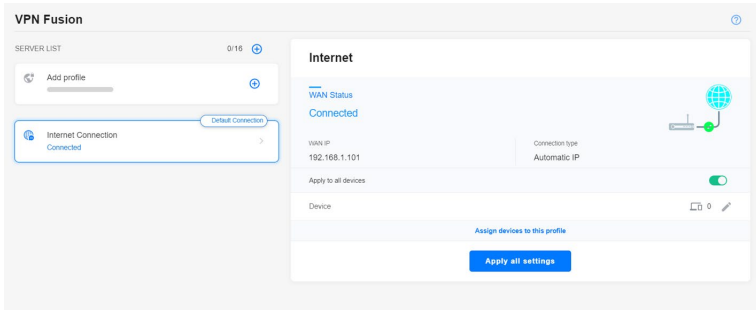 VPN Fusion
SERVER LIST 0/16
Add profile
Default Connection
Internet Connection
Connected
Internet
WAN Status
Connected
WAN IP
192.168.1.101
Connection type
Automatic IP
Apply to all devices
Device 0
Assign devices to this profile
Apply all settings